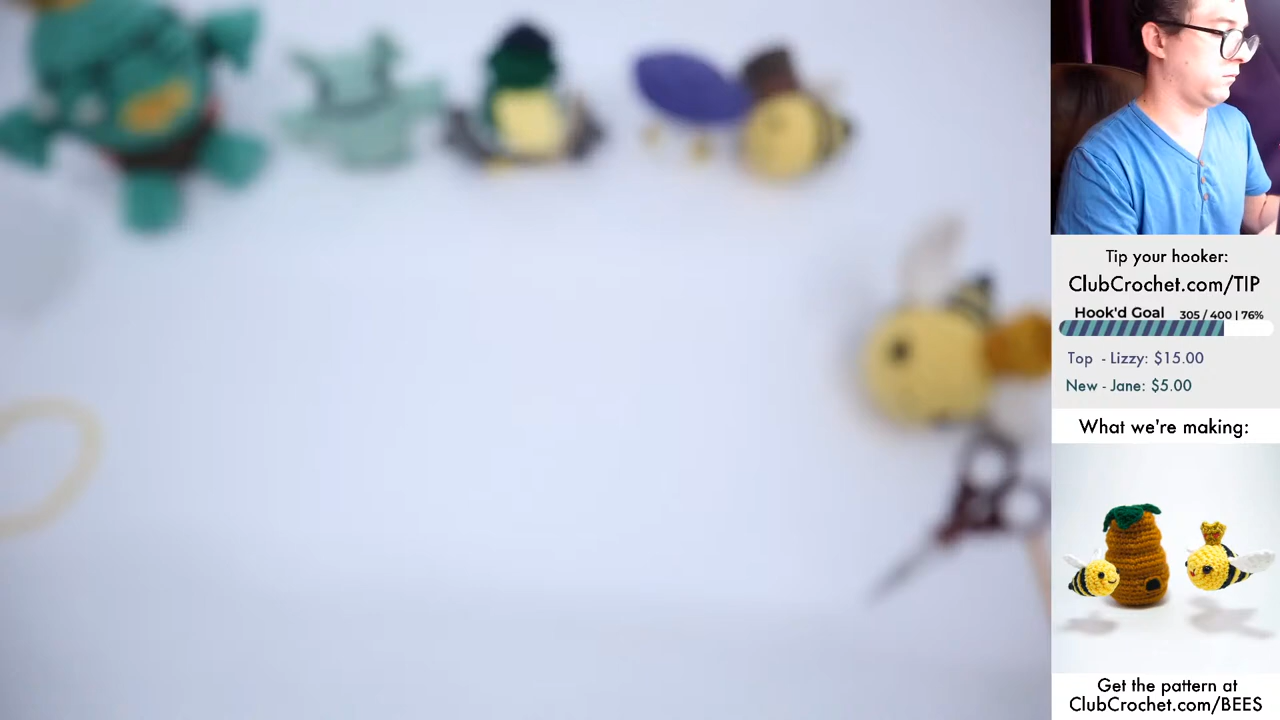 Tip your hooker:
ClubCrochet.com/TIP
Hook'd Goal 305 / 400 | 76%
Top - Lizzy: $15.00
New - Jane: $5.00
What we're making:
Get the pattern at
ClubCrochet.com/BEES